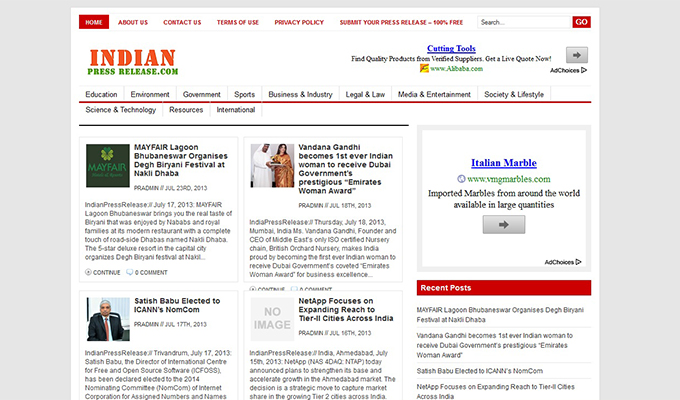 HOME ABOUT US CONTACT US TERMS OF USE PRIVACY POLICY SUBMIT YOUR PRESS RELEASE – 100% FREE Search... GO
INDIAN
PRESS RELEASE.COM
Cutting Tools
Find Quality Products from Verified Suppliers. Get a Live Quote Now!
www.Alibaba.com
AdChoices
Education Environment Government Sports Business & Industry Legal & Law Media & Entertainment Society & Lifestyle
Science & Technology Resources International
MAYFAIR
MAYFAIR Lagoon
Bhubaneswar Organises
Degh Biryani Festival at
Nakli Dhaba
PRADMIN // JUL 23RD, 2013
IndianPressRelease:// July 17, 2013: MAYFAIR
Lagoon Bhubaneswar brings you the real taste of
Biryani that was enjoyed by Nababs and royal
families at its modern restaurant with a complete
touch of road-side Dhabas named Nakli Dhaba.
The 5-star deluxe resort in the capital city
organizes Degh Biryani festival at Nakil...
CONTINUE 0 COMMENT
Vandana Gandhi
becomes 1st ever Indian
woman to receive Dubai
Government's
prestigious “Emirates
Woman Award”
PRADMIN // JUL 18TH, 2013
IndiaPressRelease:// Thursday, July 18, 2013,
Mumbai, India Ms. Vandana Gandhi, Founder and
CEO of Middle East's only ISO certified Nursery
chain, British Orchard Nursery, makes India
proud by becoming the first ever Indian woman to
receive Dubai Government's coveted “Emirates
Woman Award” for business excellence...
CONTINUE 0 COMMENT
Italian Marble
www.vmgmarbles.com
Imported Marbles from around the world
available in large quantities
AdChoices
Recent Posts
MAYFAIR Lagoon Bhubaneswar Organises Degh Biryani
Festival at Nakli Dhaba
Vandana Gandhi becomes 1st ever Indian woman to
receive Dubai Government's prestigious “Emirates
Woman Award”
Satish Babu Elected to ICANN's NomCom
NetApp Focuses on Expanding Reach to Tier-II Cities
Across India
Satish Babu Elected to
ICANN's NomCom
PRADMIN // JUL 17TH, 2013
IndianPressRelease:// Trivandrum, July 17, 2013:
Satish Babu, the Director of International Centre
for Free and Open Source Software (ICFOSS),
has been declared elected to the 2014
Nominating Committee (NomCom) of Internet
Corporation for Assigned Numbers and Names
NO
IMAGE
NetApp Focuses on
Expanding Reach to
Tier-II Cities Across India
PRADMIN // JUL 16TH, 2013
IndianPressRelease:// India, Ahmedabad, July
15th, 2013: NetApp (NAS 4DAQ: NTAP) today
announced plans to strengthen its base and
accelerate growth in the Ahmedabad market. The
decision is a strategic move to capture market
share in the growing Tier 2 cities across India.